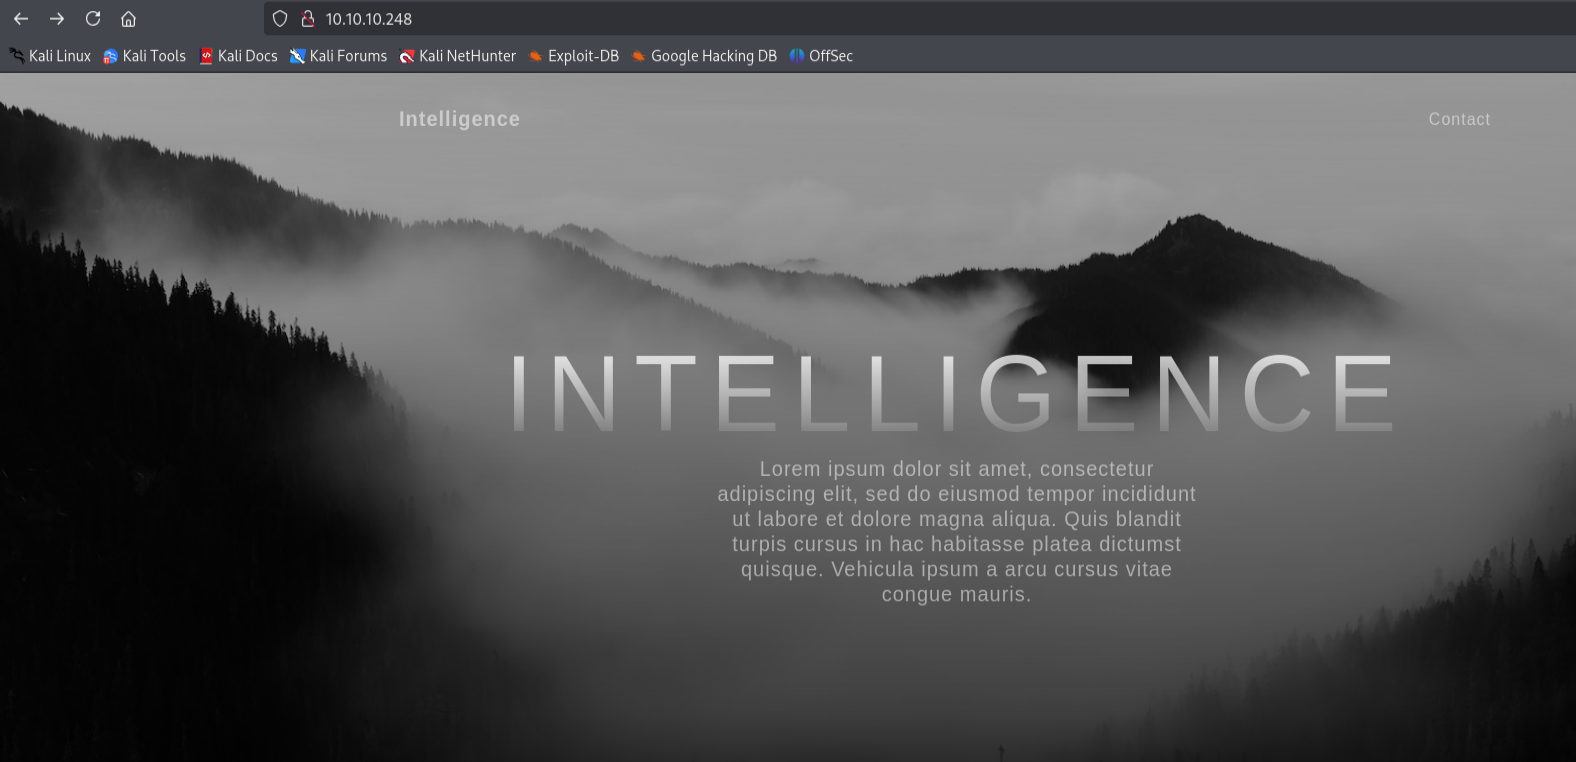 10.10.10.248
Kali Linux Kali Tools Kali Docs Kali Forums Kali NetHunter Exploit-DB Google Hacking DB OffSec
Intelligence Contact
INTELLIGENCE
Lorem ipsum dolor sit amet, consectetur
adipiscing elit, sed do eiusmod tempor incididunt
ut labore et dolore magna aliqua. Quis blandit
turpis cursus in hac habitasse platea dictumst
quisque. Vehicula ipsum a arcu cursus vitae
congue mauris.